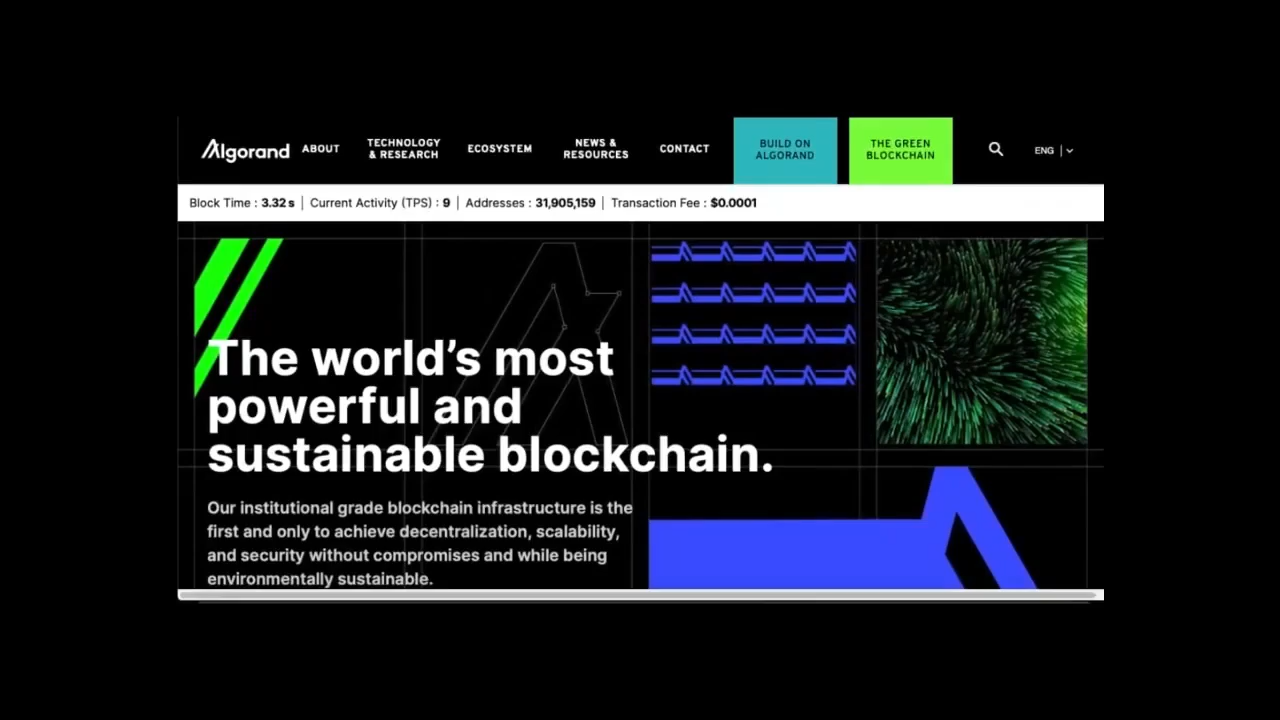 Algorand
ABOUT
TECHNOLOGY
& RESEARCH
ECOSYSTEM
NEWS &
RESOURCES
CONTACT
BUILD ON
ALGORAND
THE GREEN
BLOCKCHAIN
ENG |
Block Time : 3.32 s | Current Activity (TPS) : 9 | Addresses : 31,905,159 | Transaction Fee : $0.0001
The world’s most
powerful and
sustainable blockchain.
Our institutional grade blockchain infrastructure is the
first and only to achieve decentralization, scalability,
and security without compromises and while being
environmentally sustainable.